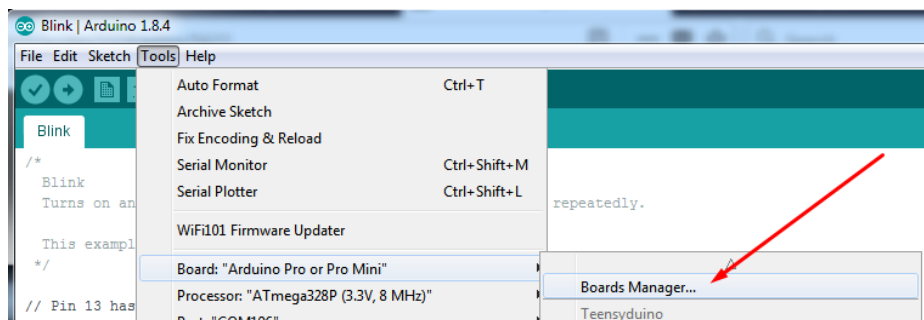 Blink | Arduino 1.8.4
File Edit Sketch Tools Help
Blink
Auto Format Ctrl+T
Archive Sketch
Fix Encoding & Reload
Serial Monitor Ctrl+Shift+M
Serial Plotter Ctrl+Shift+L
WiFi101 Firmware Updater
Board: "Arduino Pro or Pro Mini"
Processor: "ATmega328P (3.3V, 8 MHz)"
/*
Blink
Turns on an repeatedly.
This exampl
*/
// Pin 13 has
Boards Manager...
Teensyduino